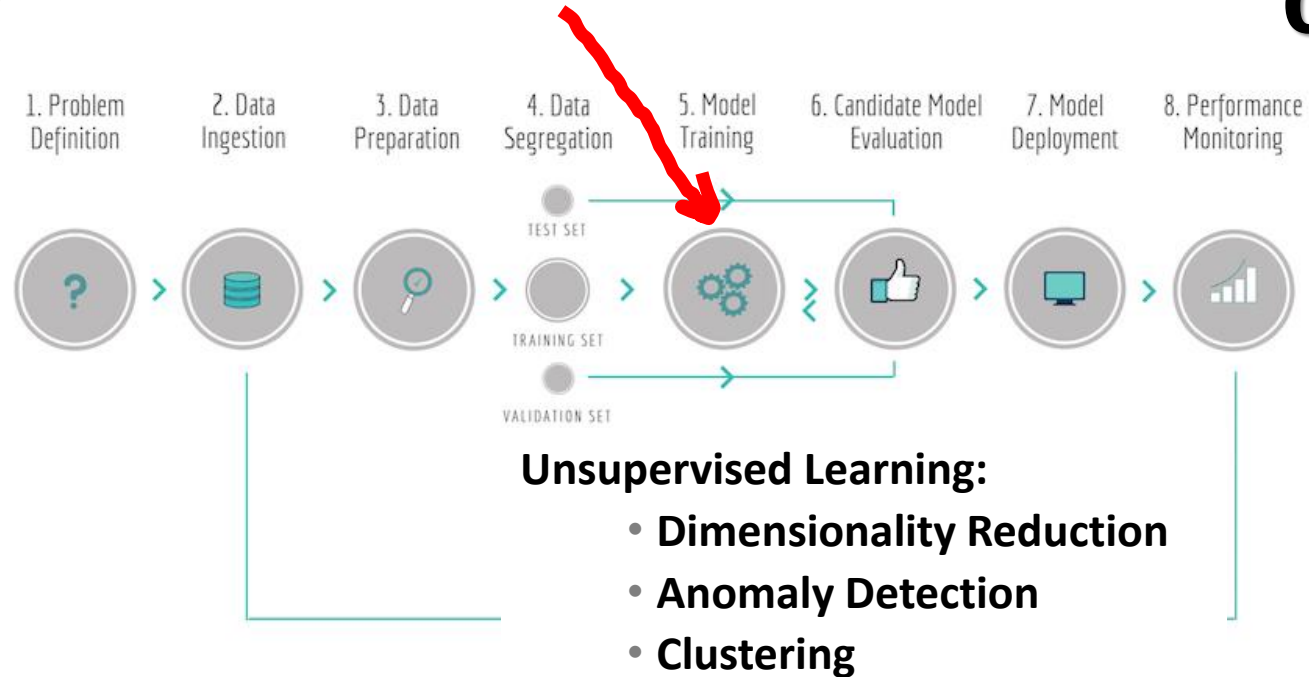 1. Problem
Definition
2. Data
Ingestion
3. Data
Preparation
4. Data
Segregation
5. Model
Training
6. Candidate Model
Evaluation
7. Model
Deployment
8. Performance
Monitoring
?
TEST SET
TRAINING SET
VALIDATION SET
Unsupervised Learning:
• Dimensionality Reduction
• Anomaly Detection
• Clustering